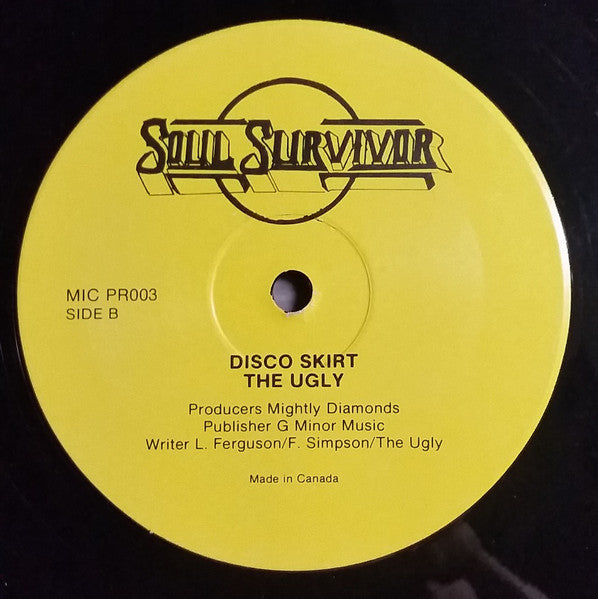 SOUL SURVIVOR
MIC PR003
SIDE B
DISCO SKIRT
THE UGLY
Producers Mightly Diamonds
Publisher G Minor Music
Writer L. Ferguson/F. Simpson/The Ugly
Made in Canada